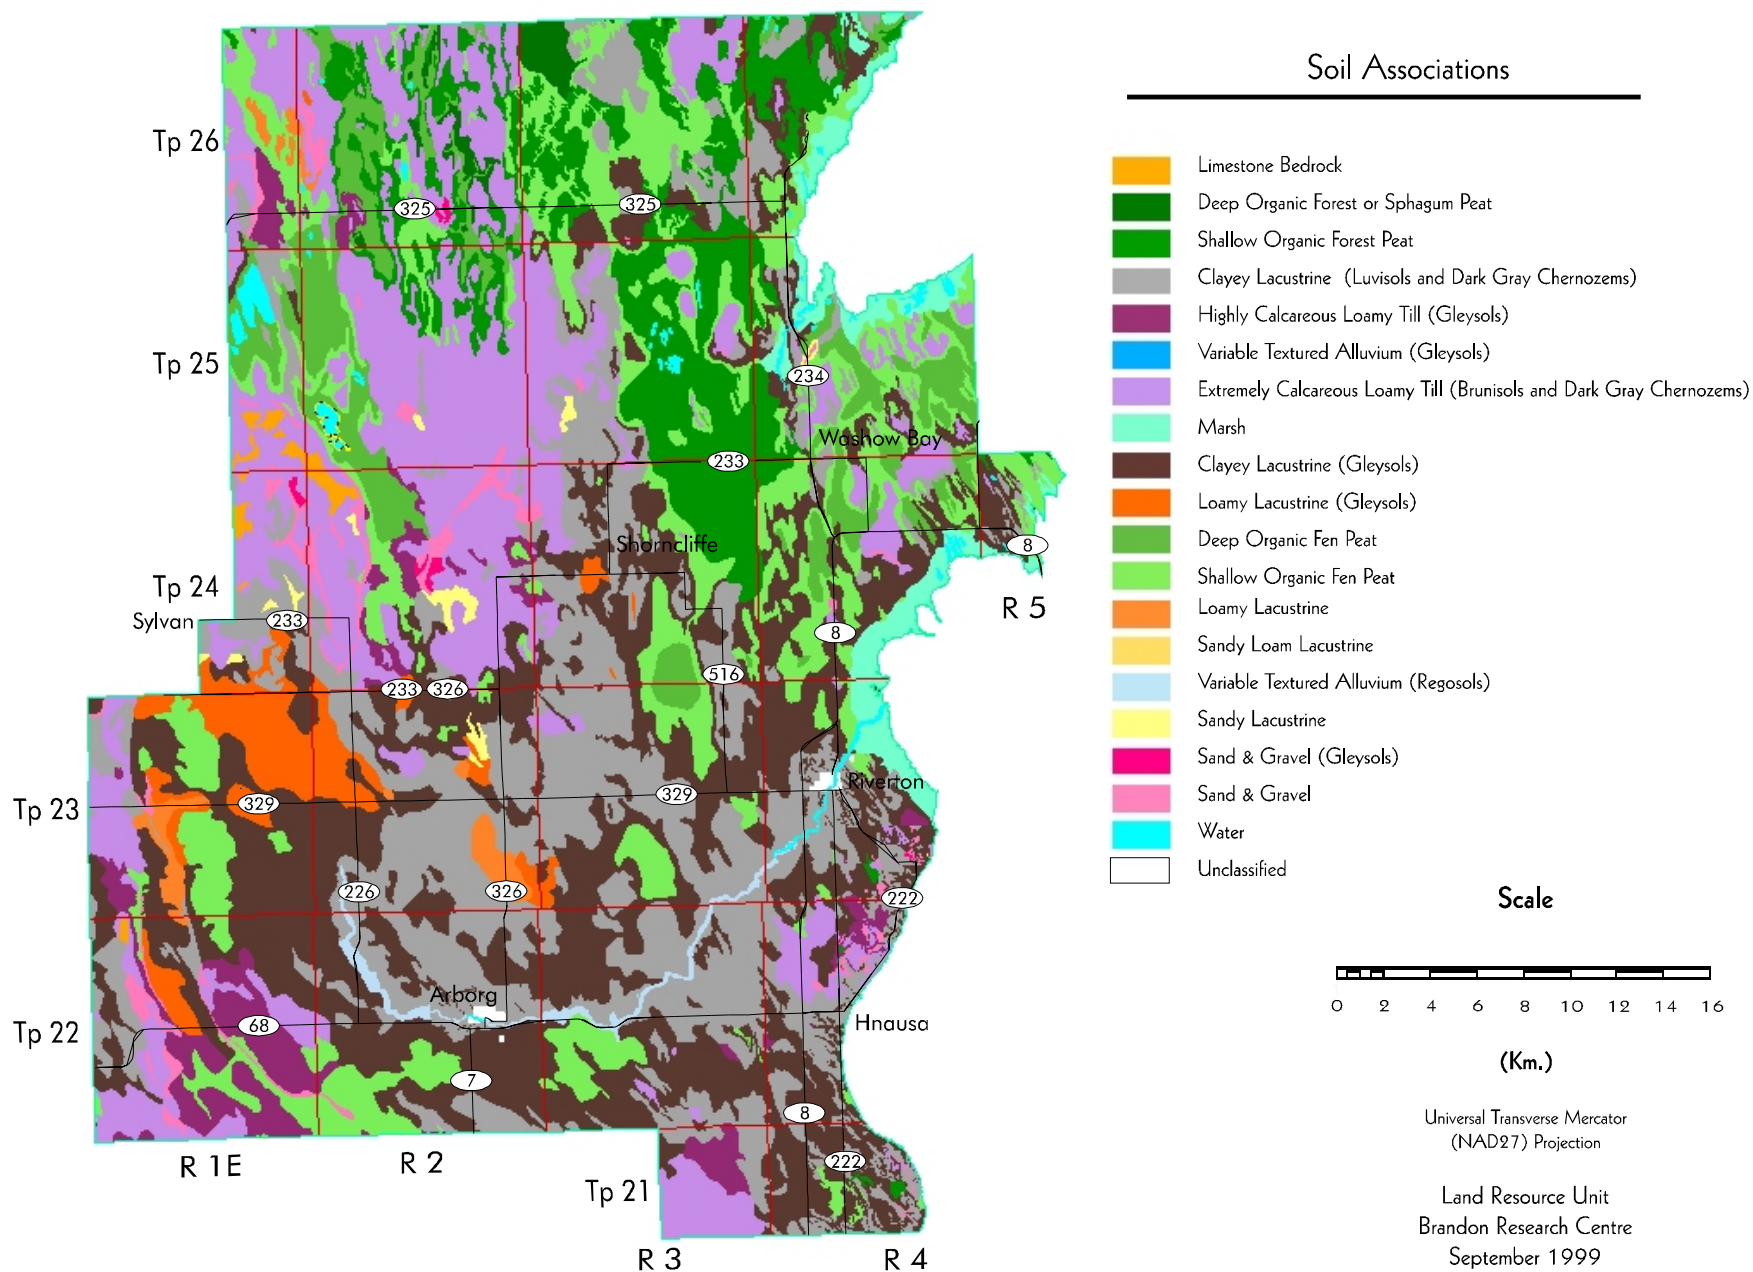 Soil Associations
Limestone Bedrock
Deep Organic Forest or Sphagum Peat
Shallow Organic Forest Peat
Clayey Lacustrine (Luvisols and Dark Gray Chernozems)
Highly Calcareous Loamy Till (Gleysols)
Variable Textured Alluvium (Gleysols)
Extremely Calcareous Loamy Till (Brunisols and Dark Gray Chernozems)
Marsh
Clayey Lacustrine (Gleysols)
Loamy Lacustrine (Gleysols)
Deep Organic Fen Peat
Shallow Organic Fen Peat
Loamy Lacustrine
Sandy Loam Lacustrine
Variable Textured Alluvium (Regosols)
Sandy Lacustrine
Sand & Gravel (Gleysols)
Sand & Gravel
Water
Unclassified
Scale
0 2 4 6 8 10 12 14 16
(Km.)
Universal Transverse Mercator
(NAD27) Projection
Land Resource Unit
Brandon Research Centre
September 1999
Tp 26
325
325
Tp 25
234
Washow Bay
233
Shorncliffe
8
Tp 24
R 5
Sylvan
233
8
516
233
326
Riverton
329
329
Tp 23
226
326
222
Arborg
Hnausa
68
Tp 22
7
8
222
R 1E
R 2
Tp 21
R 3
R 4